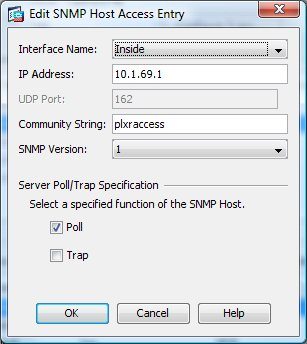 Edit SNMP Host Access Entry
Interface Name: Inside
IP Address: 10.1.69.1
UDP Port: 162
Community String: plxraccess
SNMP Version: 1
Server Poll/Trap Specification
Select a specified function of the SNMP Host.
Poll
Trap
OK Cancel Help